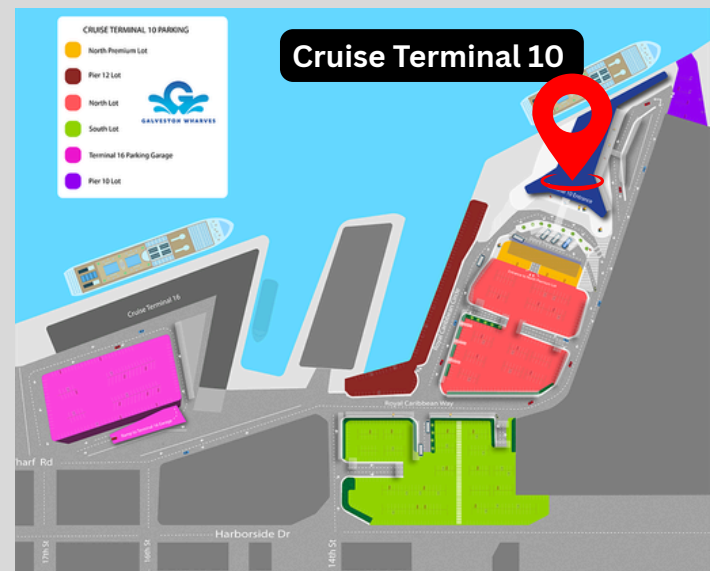 CRUISE TERMINAL 10 PARKING
North Premium Lot
Pier 12 Lot
North Lot
South Lot
Terminal 16 Parking Garage
Pier 10 Lot
GALVESTON WHARVES
Cruise Terminal 10
10 Entrance
Cruise Terminal 16
Royal Caribbean Way
Harborside Dr
17th St
16th St
14th St